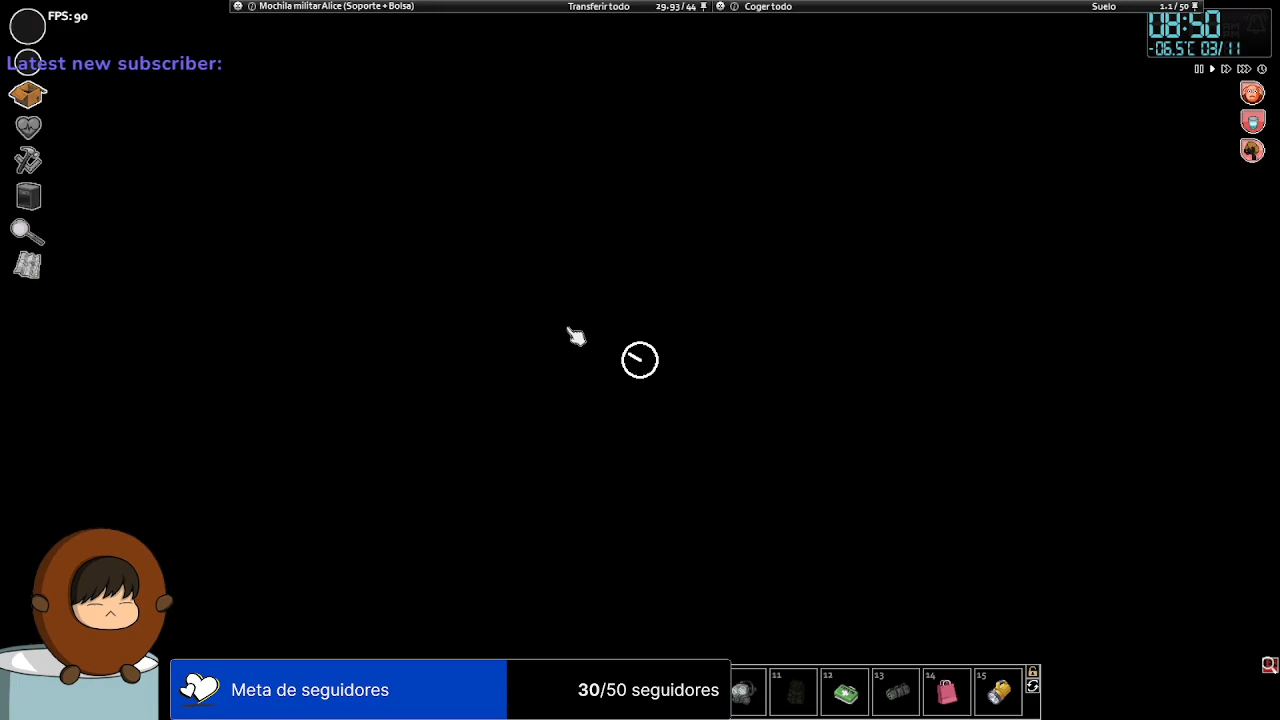 FPS: 90
Mochila militar Alice (Soporte + Bolsa) Transferir todo 29.93 / 44
Coger todo Suelo 1.1 / 50
08:50
-06.5°C 03/11
Latest new subscriber:
Meta de seguidores 30/50 seguidores
11 12 13 14 15